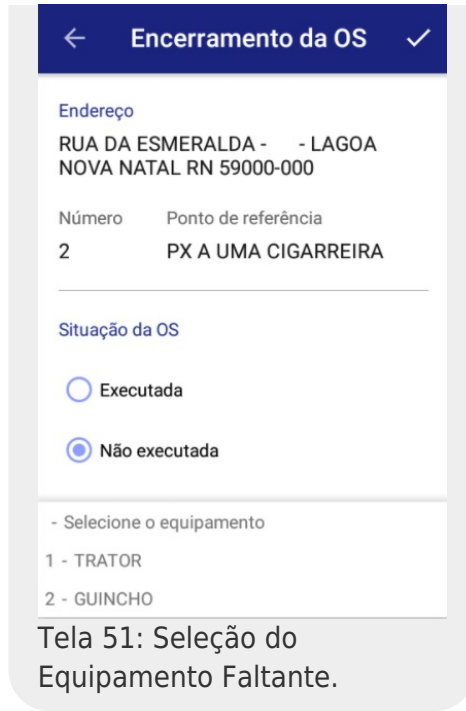 Encerramento da OS
Endereço
RUA DA ESMERALDA - - LAGOA
NOVA NATAL RN 59000-000
Número Ponto de referência
2 PX A UMA CIGARREIRA
Situação da OS
Executada
Não executada
- Selecione o equipamento
1 - TRATOR
2 - GUINCHO
Tela 51: Seleção do
Equipamento Faltante.